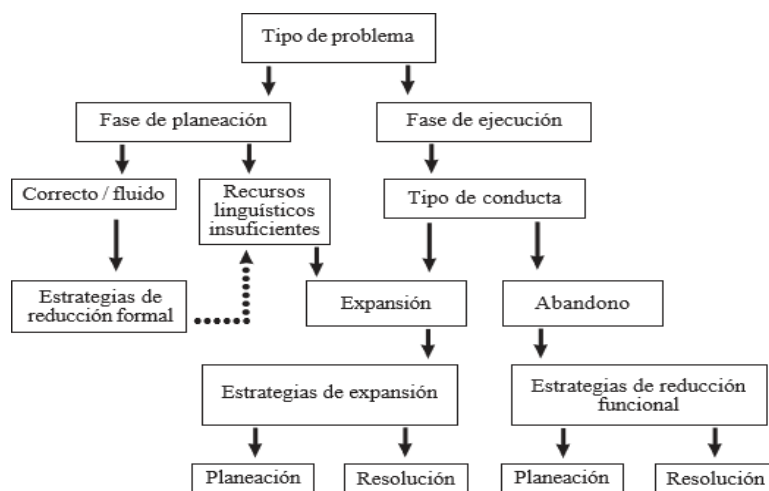 Tipo de problema
Fase de planeación
Fase de ejecución
Correcto / fluido
Recursos
linguísticos
insuficientes
Tipo de conducta
Estrategias de
reducción formal
Expansión
Abandono
Estrategias de expansión
Estrategias de reducción
funcional
Planeación
Resolución
Planeación
Resolución